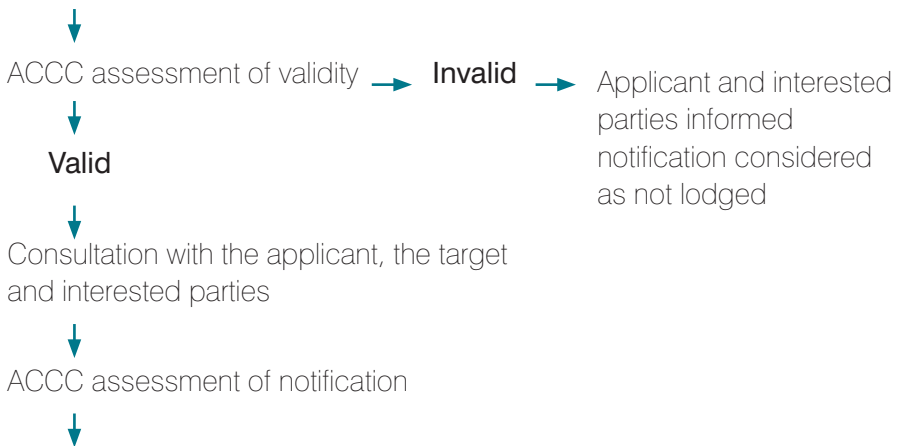 ACCC assessment of validity
Invalid
Applicant and interested
parties informed
notification considered
as not lodged
Valid
Consultation with the applicant, the target
and interested parties
ACCC assessment of notification